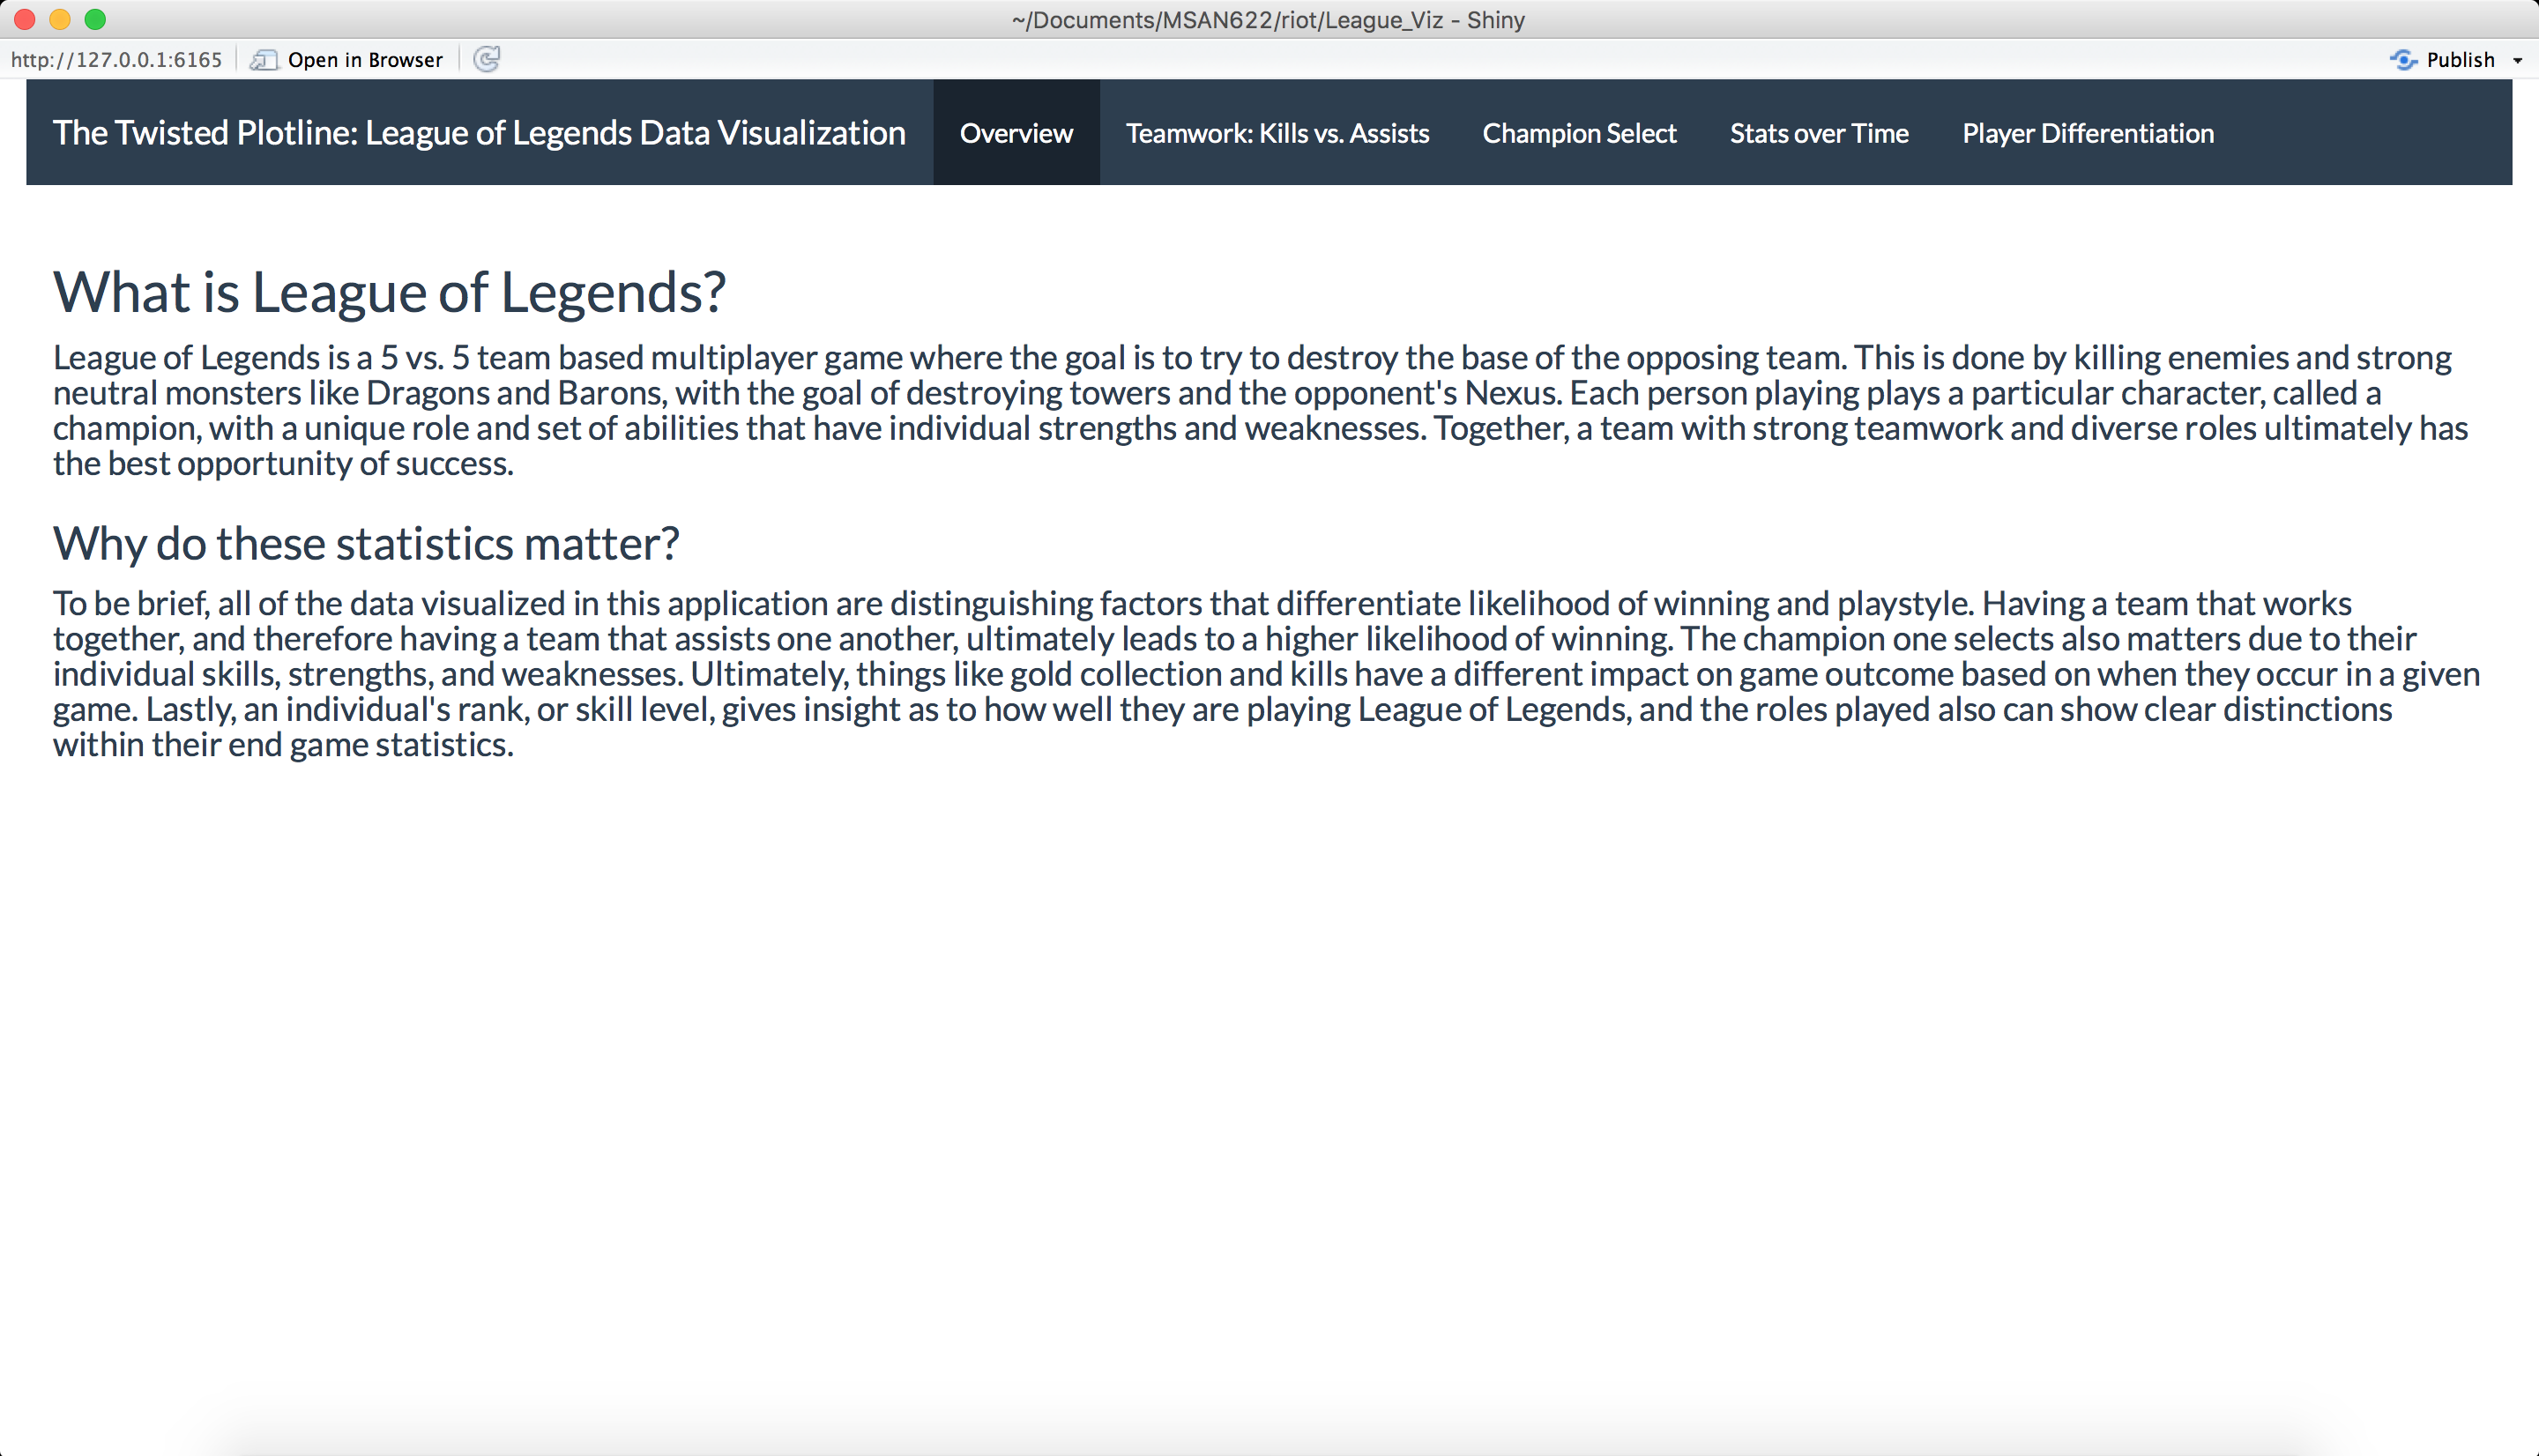 ~/Documents/MSAN622/riot/League_Viz - Shiny
http://127.0.0.1:6165 Open in Browser Publish
The Twisted Plotline: League of Legends Data Visualization Overview Teamwork: Kills vs. Assists Champion Select Stats over Time Player Differentiation
What is League of Legends?
League of Legends is a 5 vs. 5 team based multiplayer game where the goal is to try to destroy the base of the opposing team. This is done by killing enemies and strong
neutral monsters like Dragons and Barons, with the goal of destroying towers and the opponent's Nexus. Each person playing plays a particular character, called a
champion, with a unique role and set of abilities that have individual strengths and weaknesses. Together, a team with strong teamwork and diverse roles ultimately has
the best opportunity of success.
Why do these statistics matter?
To be brief, all of the data visualized in this application are distinguishing factors that differentiate likelihood of winning and playstyle. Having a team that works
together, and therefore having a team that assists one another, ultimately leads to a higher likelihood of winning. The champion one selects also matters due to their
individual skills, strengths, and weaknesses. Ultimately, things like gold collection and kills have a different impact on game outcome based on when they occur in a given
game. Lastly, an individual's rank, or skill level, gives insight as to how well they are playing League of Legends, and the roles played also can show clear distinctions
within their end game statistics.